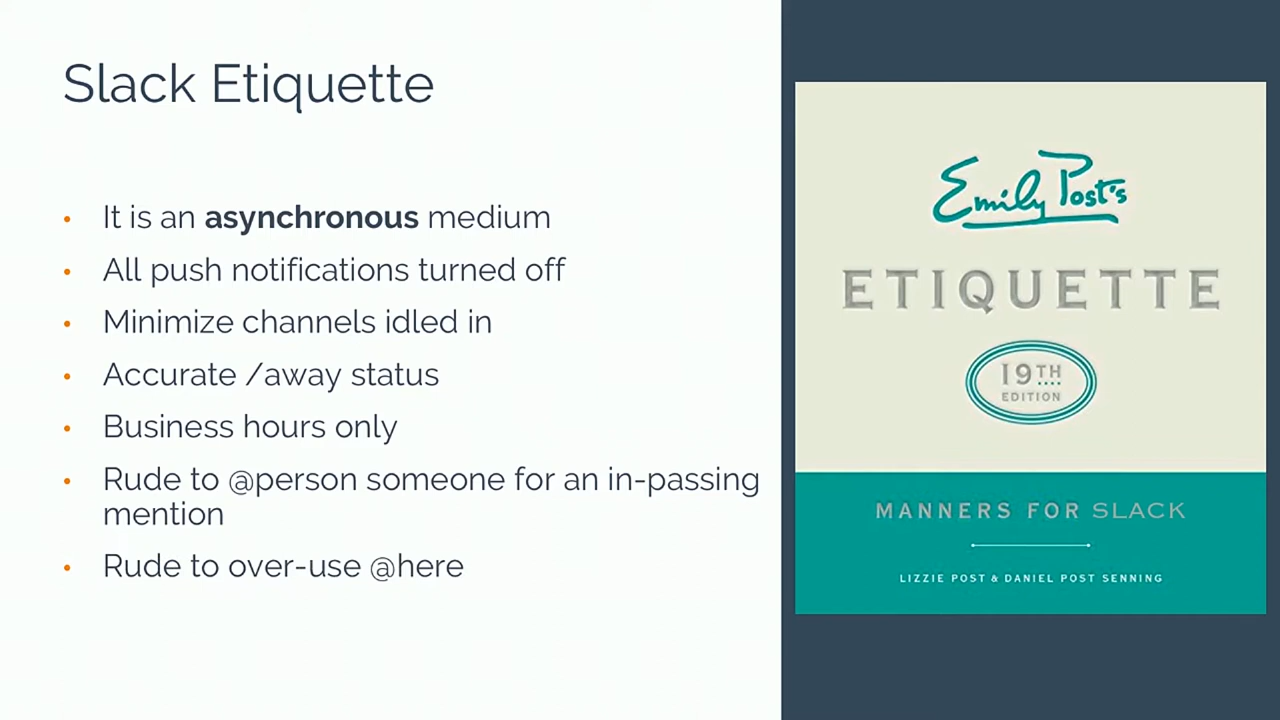 Slack Etiquette
• It is an asynchronous medium
• All push notifications turned off
• Minimize channels idled in
• Accurate /away status
• Business hours only
• Rude to @person someone for an in-passing
mention
• Rude to over-use @here
Emily Post's
ETIQUETTE
19TH
EDITION
MANNERS FOR SLACK
LIZZIE POST & DANIEL POST SENNING